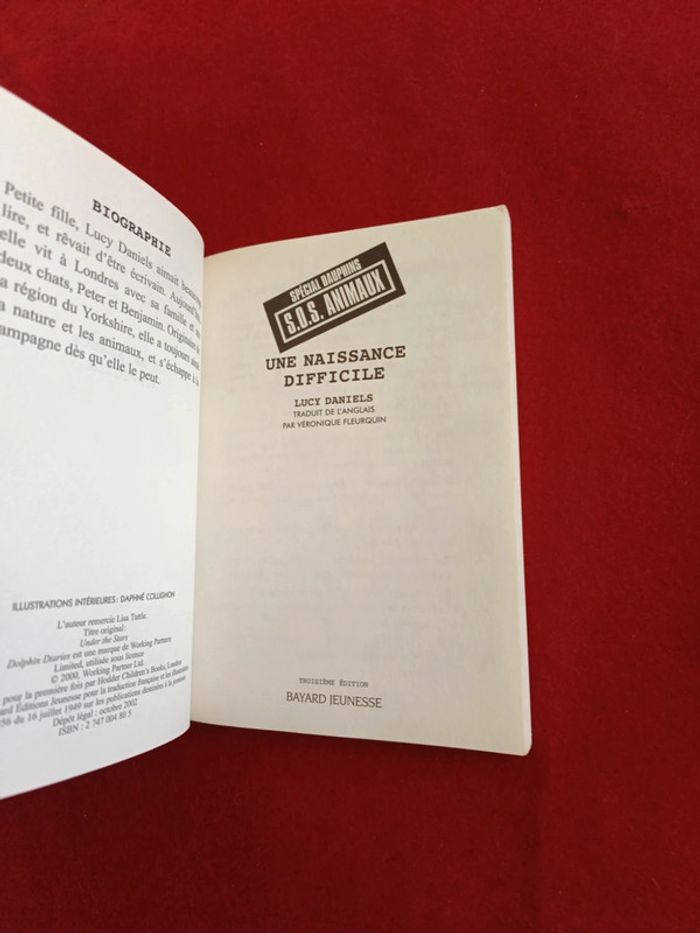 BIOGRAPHIE
Petite fille, Lucy Daniels aimait
lire, et rêvait d'être écrivain. Aujourd'hui,
elle vit à Londres avec sa famille et
deux chats, Peter et Benjamin. Originaire de
a région du Yorkshire, elle a toujours aimé
a nature et les animaux, et s'échappe à la
ampagne dès qu'elle le peut.
ILLUSTRATIONS INTÉRIEURES : DAPHNÉ COLLIGNON
L'auteur remercie Lisa Tuttle.
Titre original :
Under the Stars
Dolphin Diaries est une marque de Working Partners
Limited, utilisée sous licence
© 2000, Working Partner Ltd.
pour la première fois par Hodder Children's Books, Londres
ard Éditions Jeunesse pour la traduction française et les illustrations
956 du 16 juillet 1949 sur les publications destinées à la jeunesse
Dépôt légal : octobre 2002
ISBN : 2 747 004 80 5
SPÉCIAL DAUPHINS
S.O.S. ANIMAUX
UNE NAISSANCE
DIFFICILE
LUCY DANIELS
TRADUIT DE L'ANGLAIS
PAR VÉRONIQUE FLEURQUIN
TROISIÈME ÉDITION
BAYARD JEUNESSE